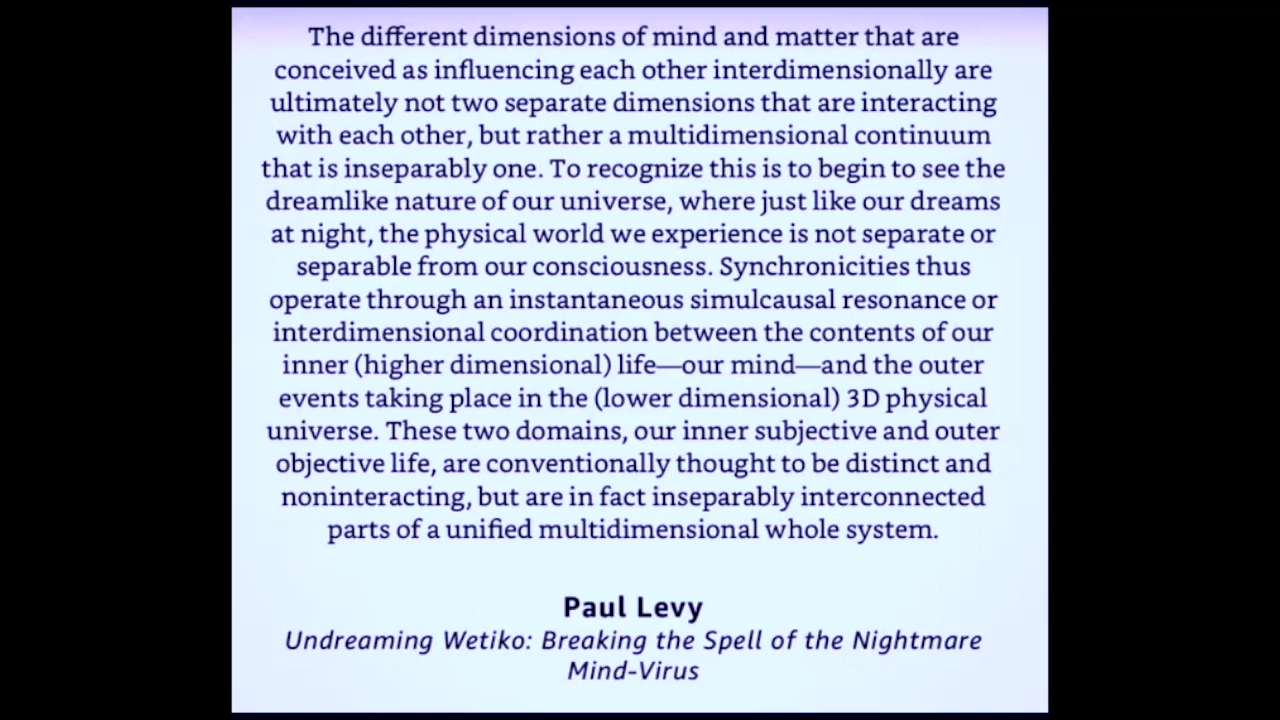 The different dimensions of mind and matter that are
conceived as influencing each other interdimensionally are
ultimately not two separate dimensions that are interacting
with each other, but rather a multidimensional continuum
that is inseparably one. To recognize this is to begin to see the
dreamlike nature of our universe, where just like our dreams
at night, the physical world we experience is not separate or
separable from our consciousness. Synchronicities thus
operate through an instantaneous simulcausal resonance or
interdimensional coordination between the contents of our
inner (higher dimensional) life—our mind—and the outer
events taking place in the (lower dimensional) 3D physical
universe. These two domains, our inner subjective and outer
objective life, are conventionally thought to be distinct and
noninteracting, but are in fact inseparably interconnected
parts of a unified multidimensional whole system.
Paul Levy
Undreaming Wetiko: Breaking the Spell of the Nightmare
Mind-Virus